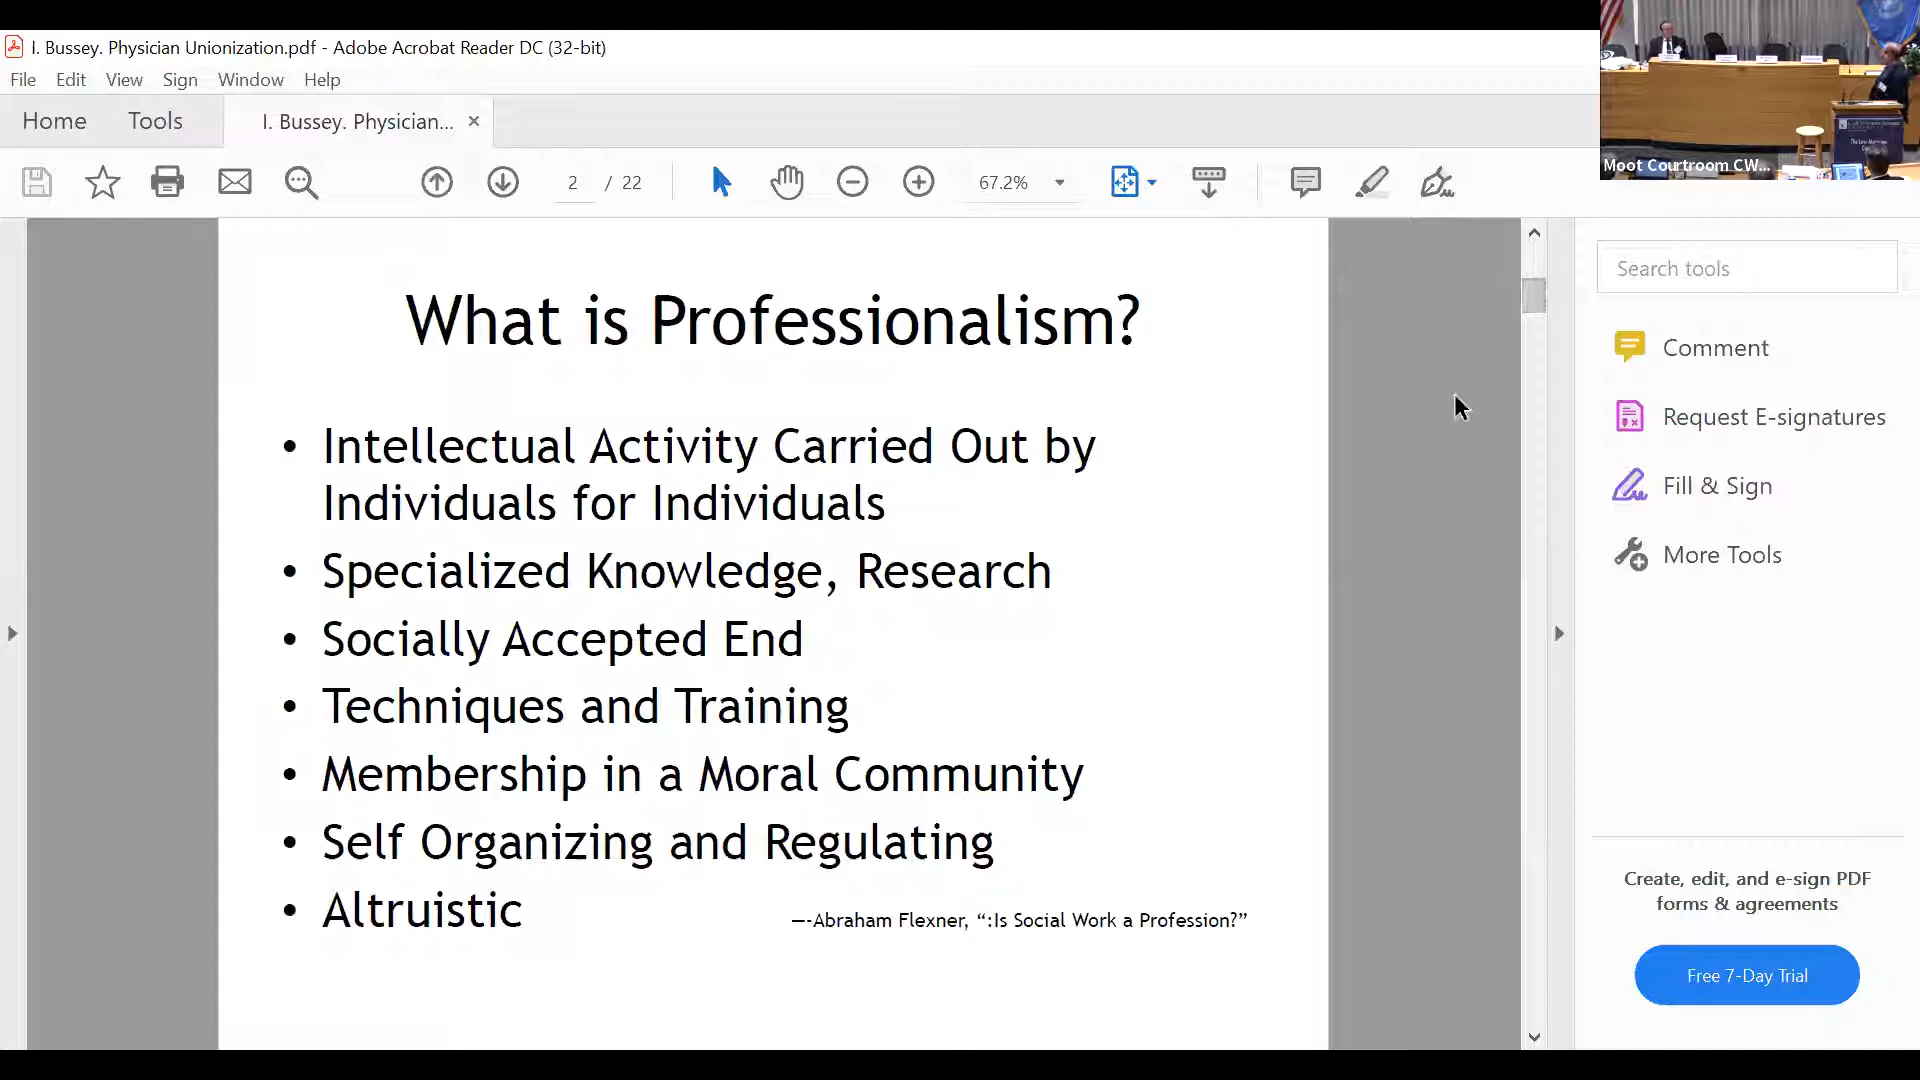 I. Bussey. Physician Unionization.pdf - Adobe Acrobat Reader DC (32-bit)
File Edit View Sign Window Help
Home Tools I. Bussey. Physician... ×
2 / 22 67.2%
What is Professionalism?
• Intellectual Activity Carried Out by
Individuals for Individuals
• Specialized Knowledge, Research
• Socially Accepted End
• Techniques and Training
• Membership in a Moral Community
• Self Organizing and Regulating
• Altruistic
—-Abraham Flexner, “:Is Social Work a Profession?”
Moot Courtroom CW...
Search tools
Comment
Request E-signatures
Fill & Sign
More Tools
Create, edit, and e-sign PDF
forms & agreements
Free 7-Day Trial